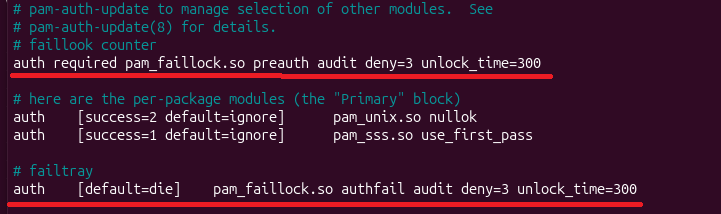 # pam-auth-update to manage selection of other modules.  See
# pam-auth-update(8) for details.
# faillook counter
auth required pam_faillock.so preauth audit deny=3 unlock_time=300
# here are the per-package modules (the "Primary" block)
auth    [success=2 default=ignore]      pam_unix.so nullok
auth    [success=1 default=ignore]      pam_sss.so use_first_pass
# failtray
auth    [default=die]    pam_faillock.so authfail audit deny=3 unlock_time=300